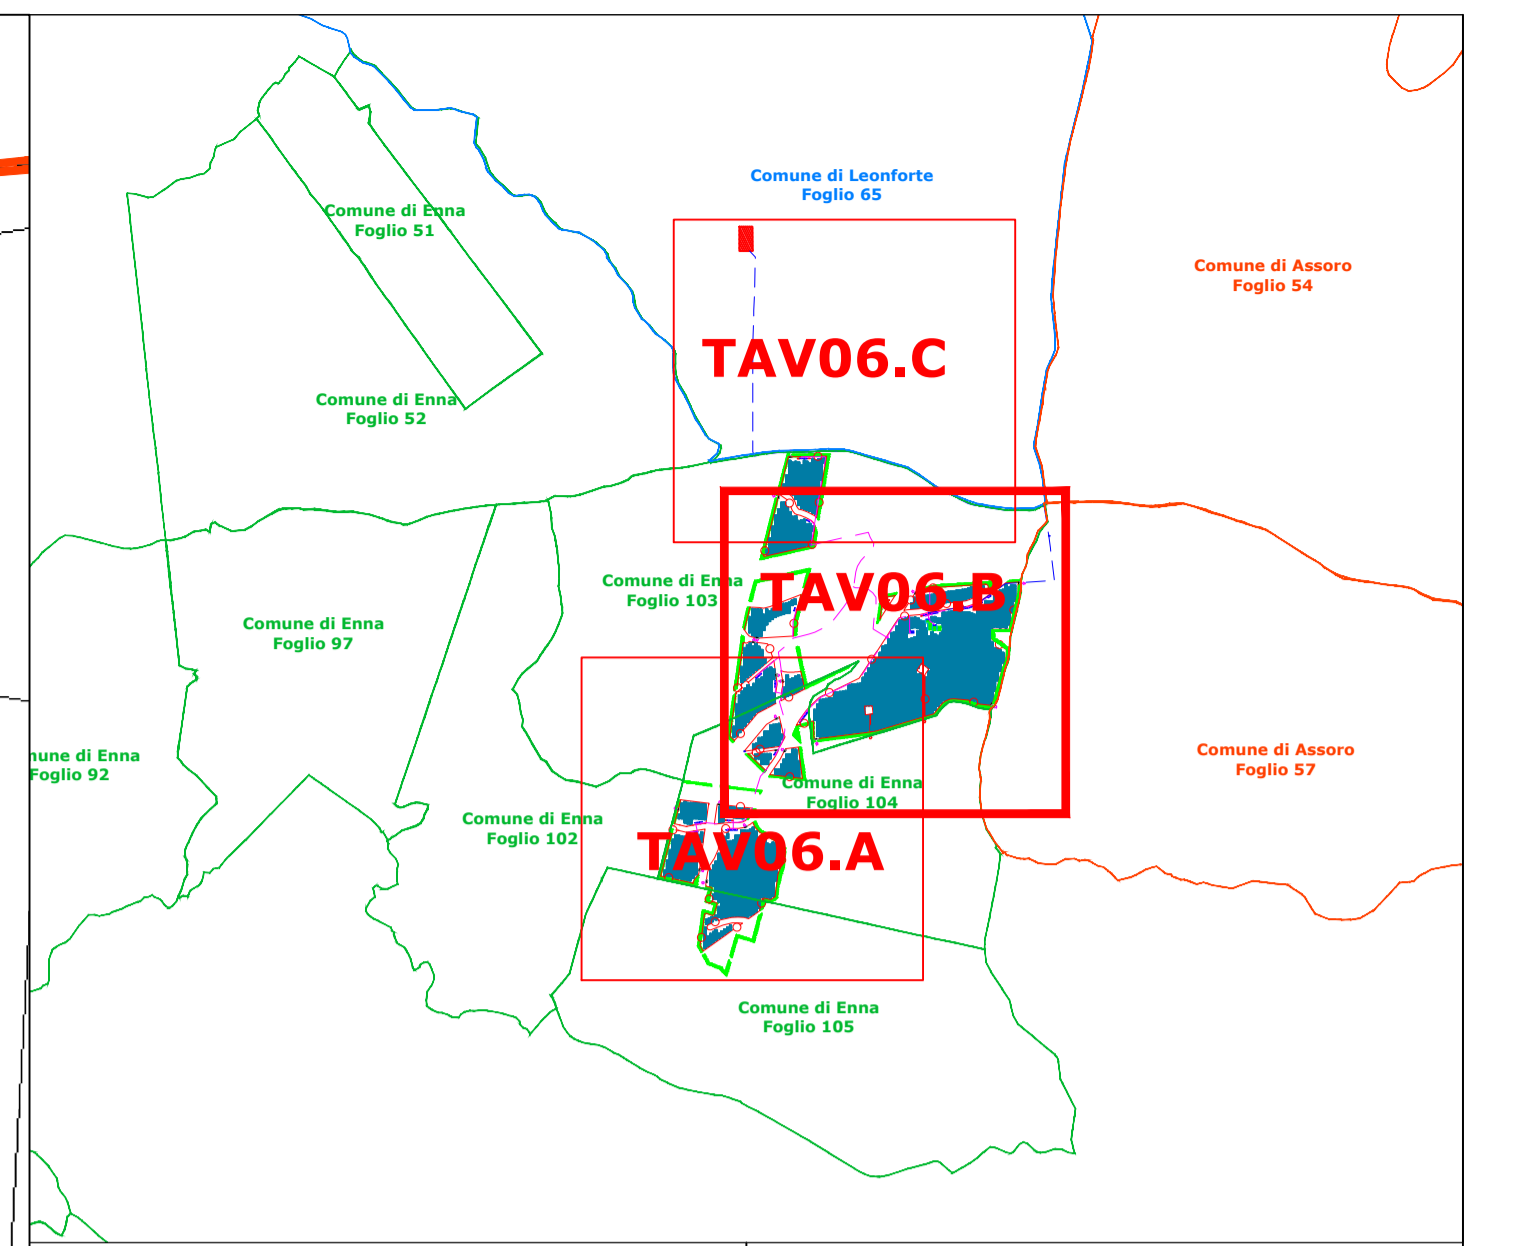 Comune di Leonforte
Foglio 65
Comune di Enna
Foglio 51
Comune di Assoro
Foglio 54
TAV06.C
Comune di Enna
Foglio 52
Comune di Enna
Foglio 103
TAV06.B
Comune di Enna
Foglio 97
mune di Enna
Foglio 92
Comune di Assoro
Foglio 57
Comune di Enna
Foglio 104
Comune di Enna
Foglio 102
TAV06.A
Comune di Enna
Foglio 105